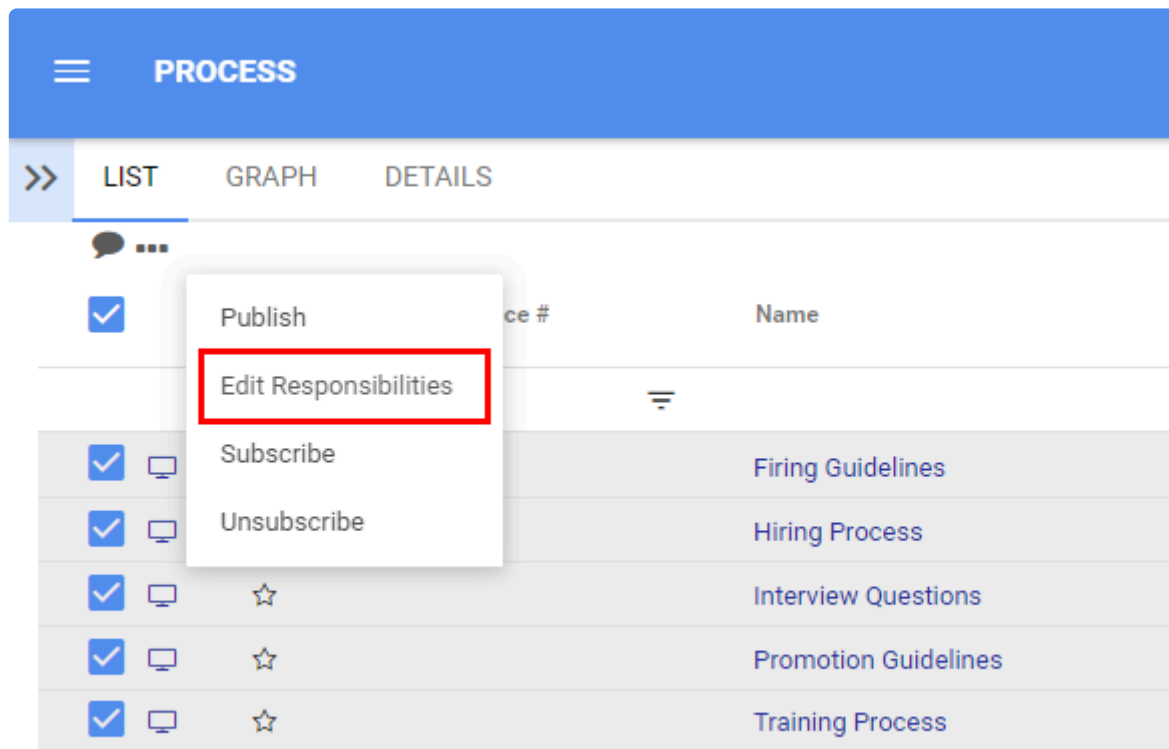 PROCESS
LIST GRAPH DETAILS
Publish
ce # Name
Edit Responsibilities
Subscribe
Firing Guidelines
Unsubscribe
Hiring Process
Interview Questions
Promotion Guidelines
Training Process